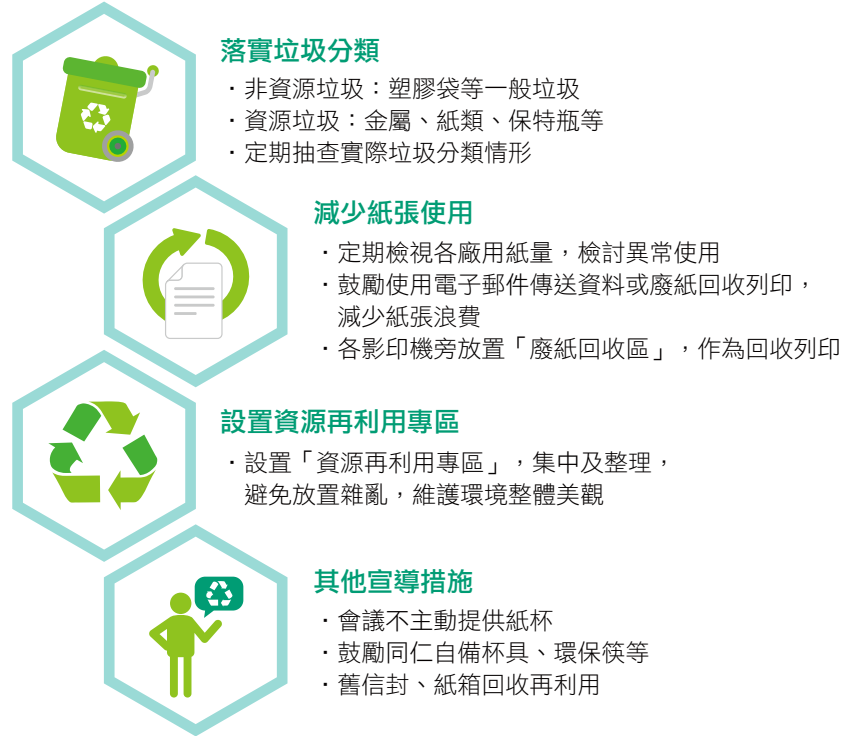 落實垃圾分類
・非資源垃圾：塑膠袋等一般垃圾
・資源垃圾：金屬、紙類、保特瓶等
・定期抽查實際垃圾分類情形
減少紙張使用
・定期檢視各廠用紙量，檢討異常使用
・鼓勵使用電子郵件傳送資料或廢紙回收列印，
減少紙張浪費
・各影印機旁放置「廢紙回收區」，作為回收列印
設置資源再利用專區
・設置「資源再利用專區」，集中及整理，
避免放置雜亂，維護環境整體美觀
其他宣導措施
・會議不主動提供紙杯
・鼓勵同仁自備杯具、環保筷等
・舊信封、紙箱回收再利用